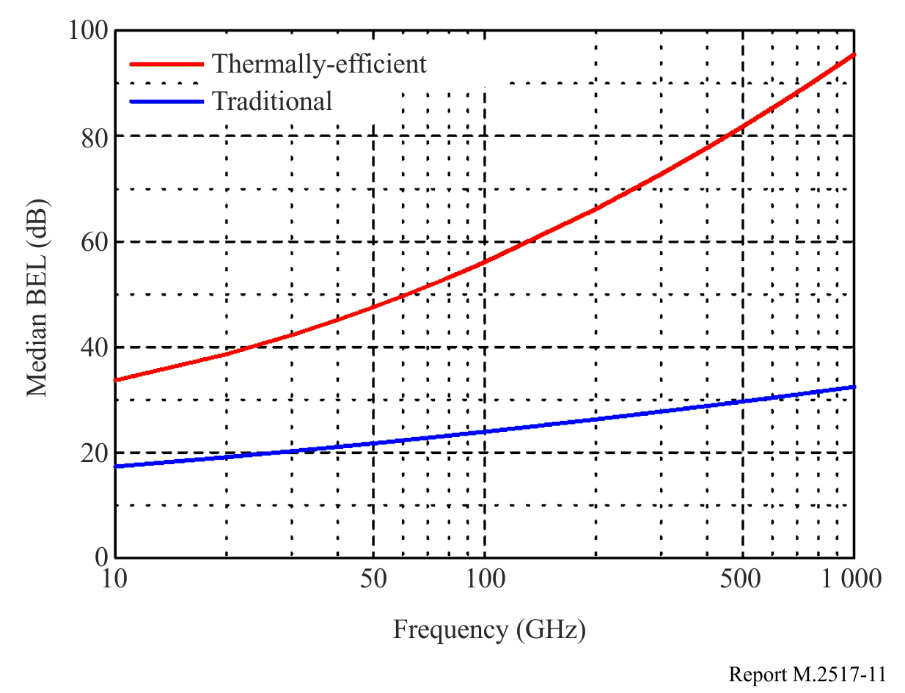 100
Thermally-efficient
Traditional
80
60
40
20
0
Median BEL (dB)
10 50 100 500 1 000
Frequency (GHz)
Report M.2517-11